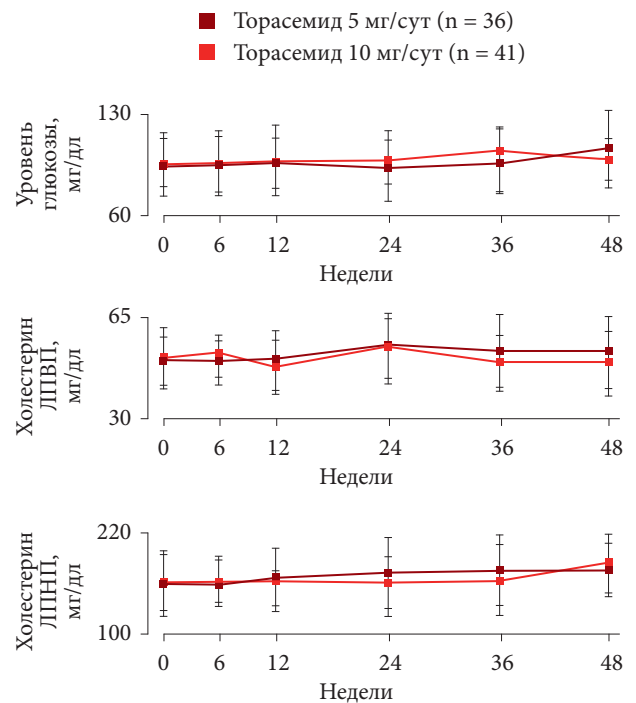 Торасемид 5 мг/сут (n = 36)
Торасемид 10 мг/сут (n = 41)
Уровень
глюкозы,
мг/дл
130
60
0 6 12 24 36 48
Недели
Холестерин
ЛПВП,
мг/дл
65
30
0 6 12 24 36 48
Недели
Холестерин
ЛПНП,
мг/дл
220
100
0 6 12 24 36 48
Недели